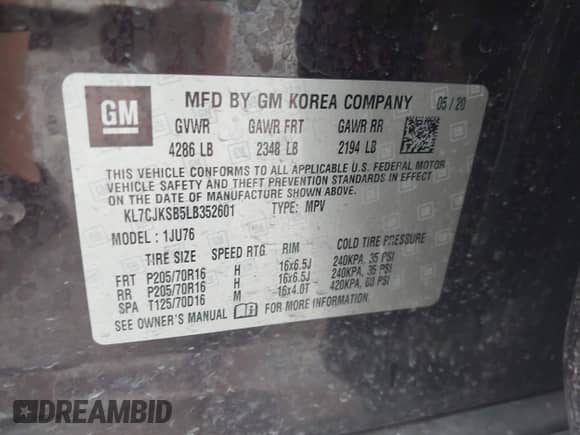 GM
MFD BY GM KOREA COMPANY 05/20
GVWR GAWR FRT GAWR RR
4286 LB 2348 LB 2194 LB
THIS VEHICLE CONFORMS TO ALL APPLICABLE U.S. FEDERAL MOTOR
VEHICLE SAFETY AND THEFT PREVENTION STANDARDS IN EFFECT
ON THE DATE OF MANUFACTURE SHOWN ABOVE.
KL7CJKSB5LB352601 TYPE: MPV
MODEL: 1JU76
TIRE SIZE SPEED RTG RIM COLD TIRE PRESSURE
FRT P205/70R16 H 16x6.5J 240KPA, 35 PSI
RR P205/70R16 H 16x6.5J 240KPA, 35 PSI
SPA T125/70D16 M 16x4.0T 420KPA, 60 PSI
SEE OWNER'S MANUAL FOR MORE INFORMATION.
DREAMBID